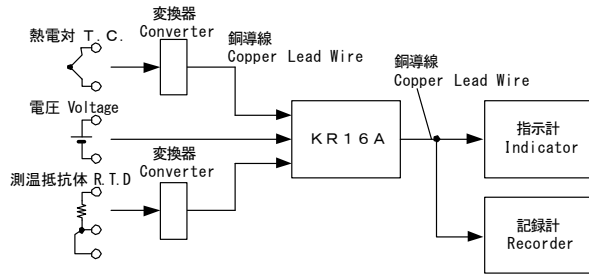 熱電対 T. C.
変換器
Converter
銅導線
Copper Lead Wire
銅導線
Copper Lead Wire
電圧 Voltage
KR16A
指示計
Indicator
変換器
Converter
測温抵抗体 R.T.D
記録計
Recorder